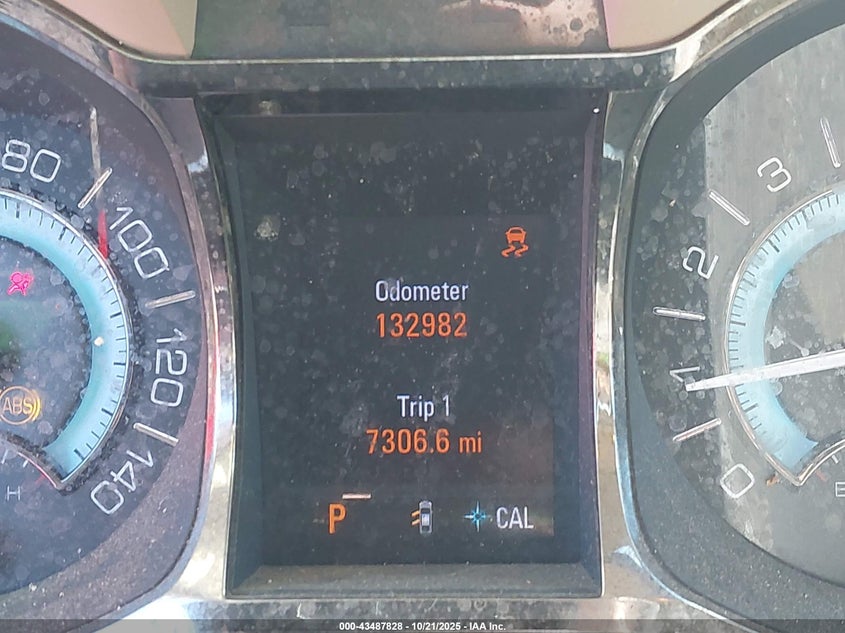 80
100
120
140
H
ABS
Odometer
132982
Trip 1
7306.6 mi
P
CAL
3
2
1
0
E
000-43487828 - 10/21/2025 - IAA Inc.